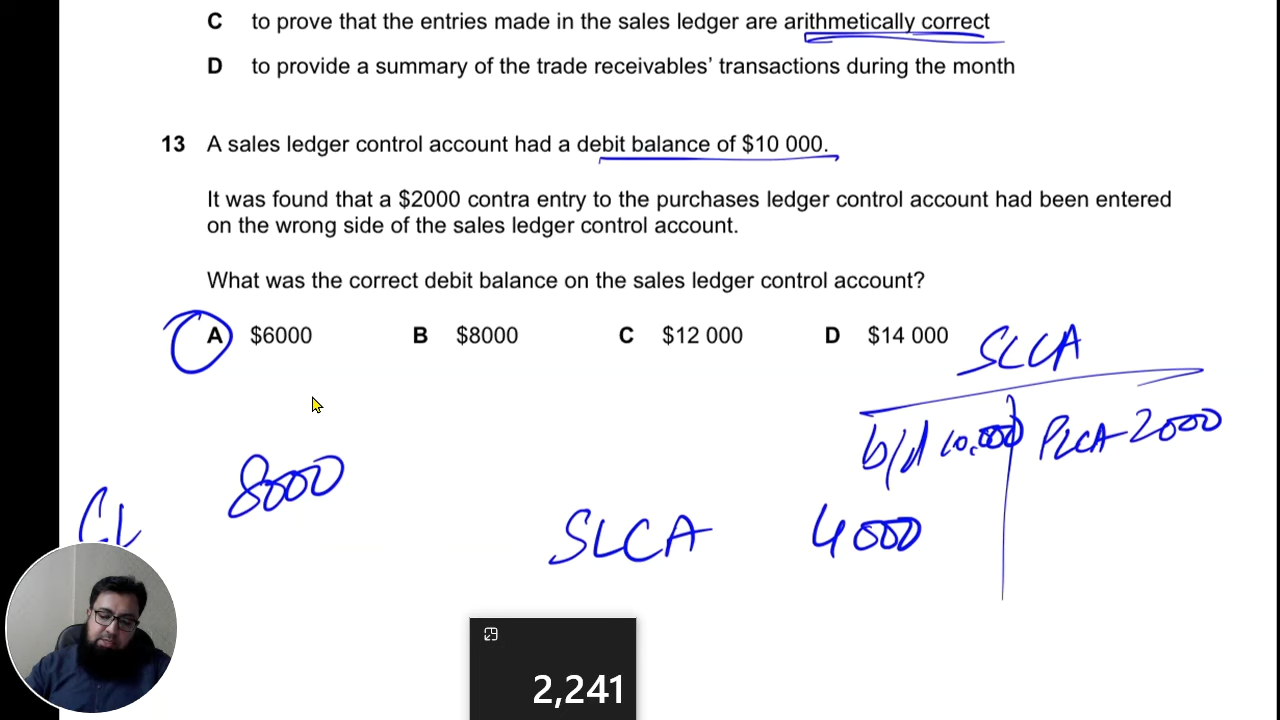 C to prove that the entries made in the sales ledger are arithmetically correct
D to provide a summary of the trade receivables’ transactions during the month
13 A sales ledger control account had a debit balance of $10 000.
It was found that a $2000 contra entry to the purchases ledger control account had been entered
on the wrong side of the sales ledger control account.
What was the correct debit balance on the sales ledger control account?
A $6000 B $8000 C $12 000 D $14 000
SLCA
b/d 10,000 PLCA 2000
8000
SLCA 4000
2,241